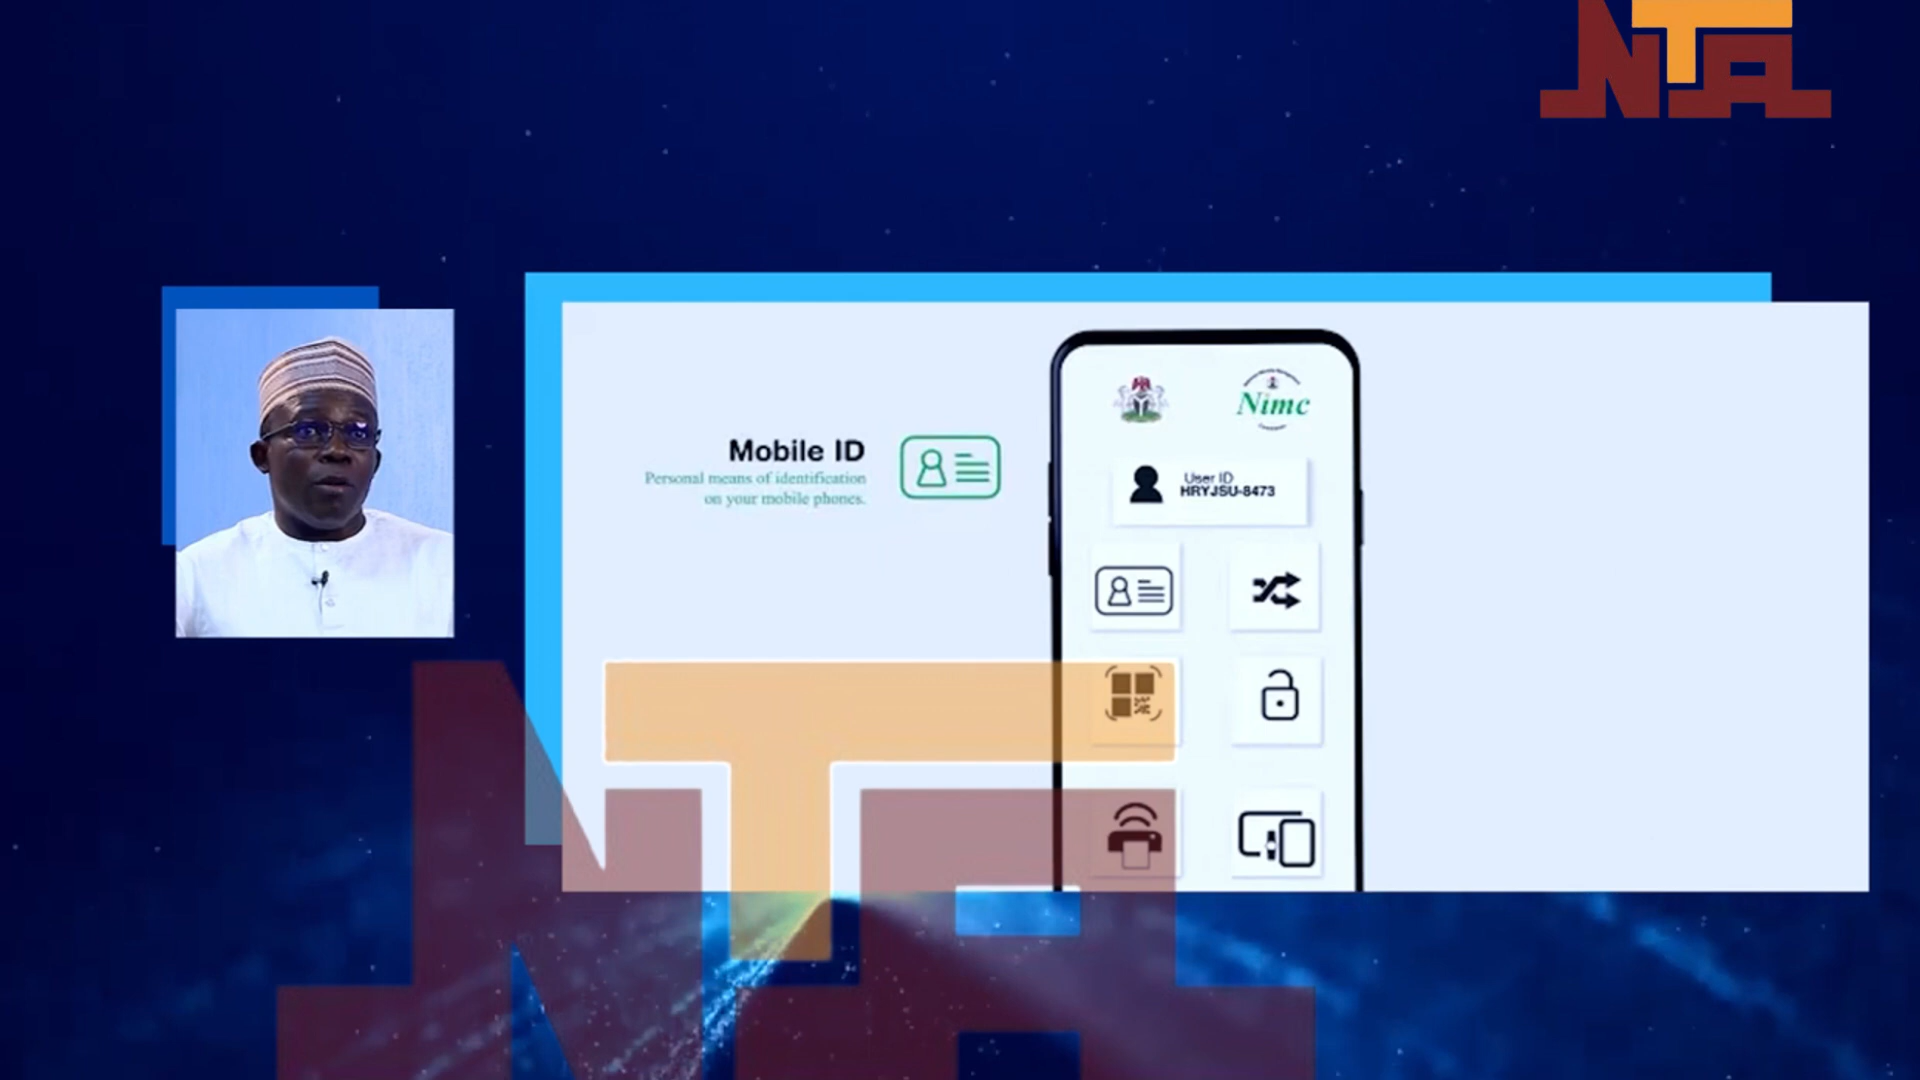 NTA
Nimc
Mobile ID
Personal means of identification
on your mobile phones.
User ID
HRYJSU-8473
NTA